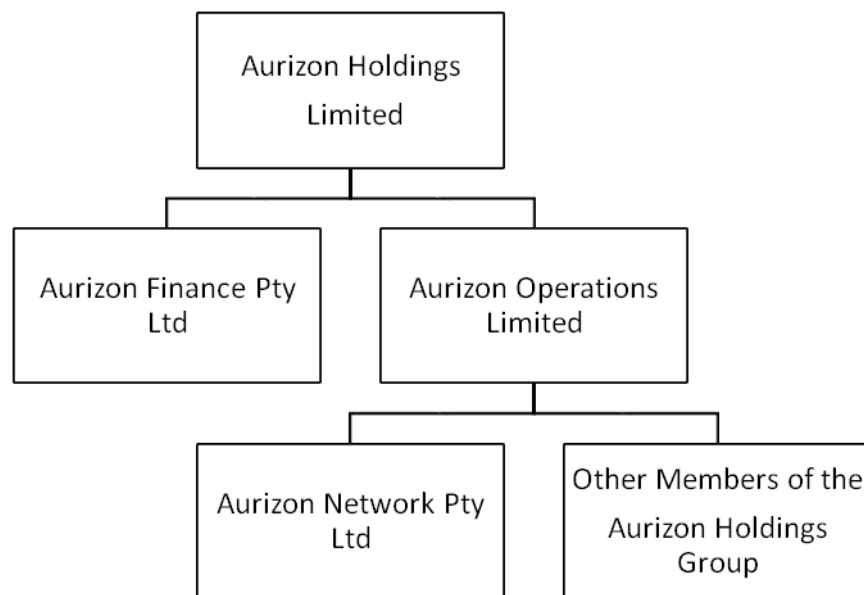 Aurizon Holdings
Limited
Aurizon Finance Pty
Ltd
Aurizon Operations
Limited
Aurizon Network Pty
Ltd
Other Members of the
Aurizon Holdings
Group